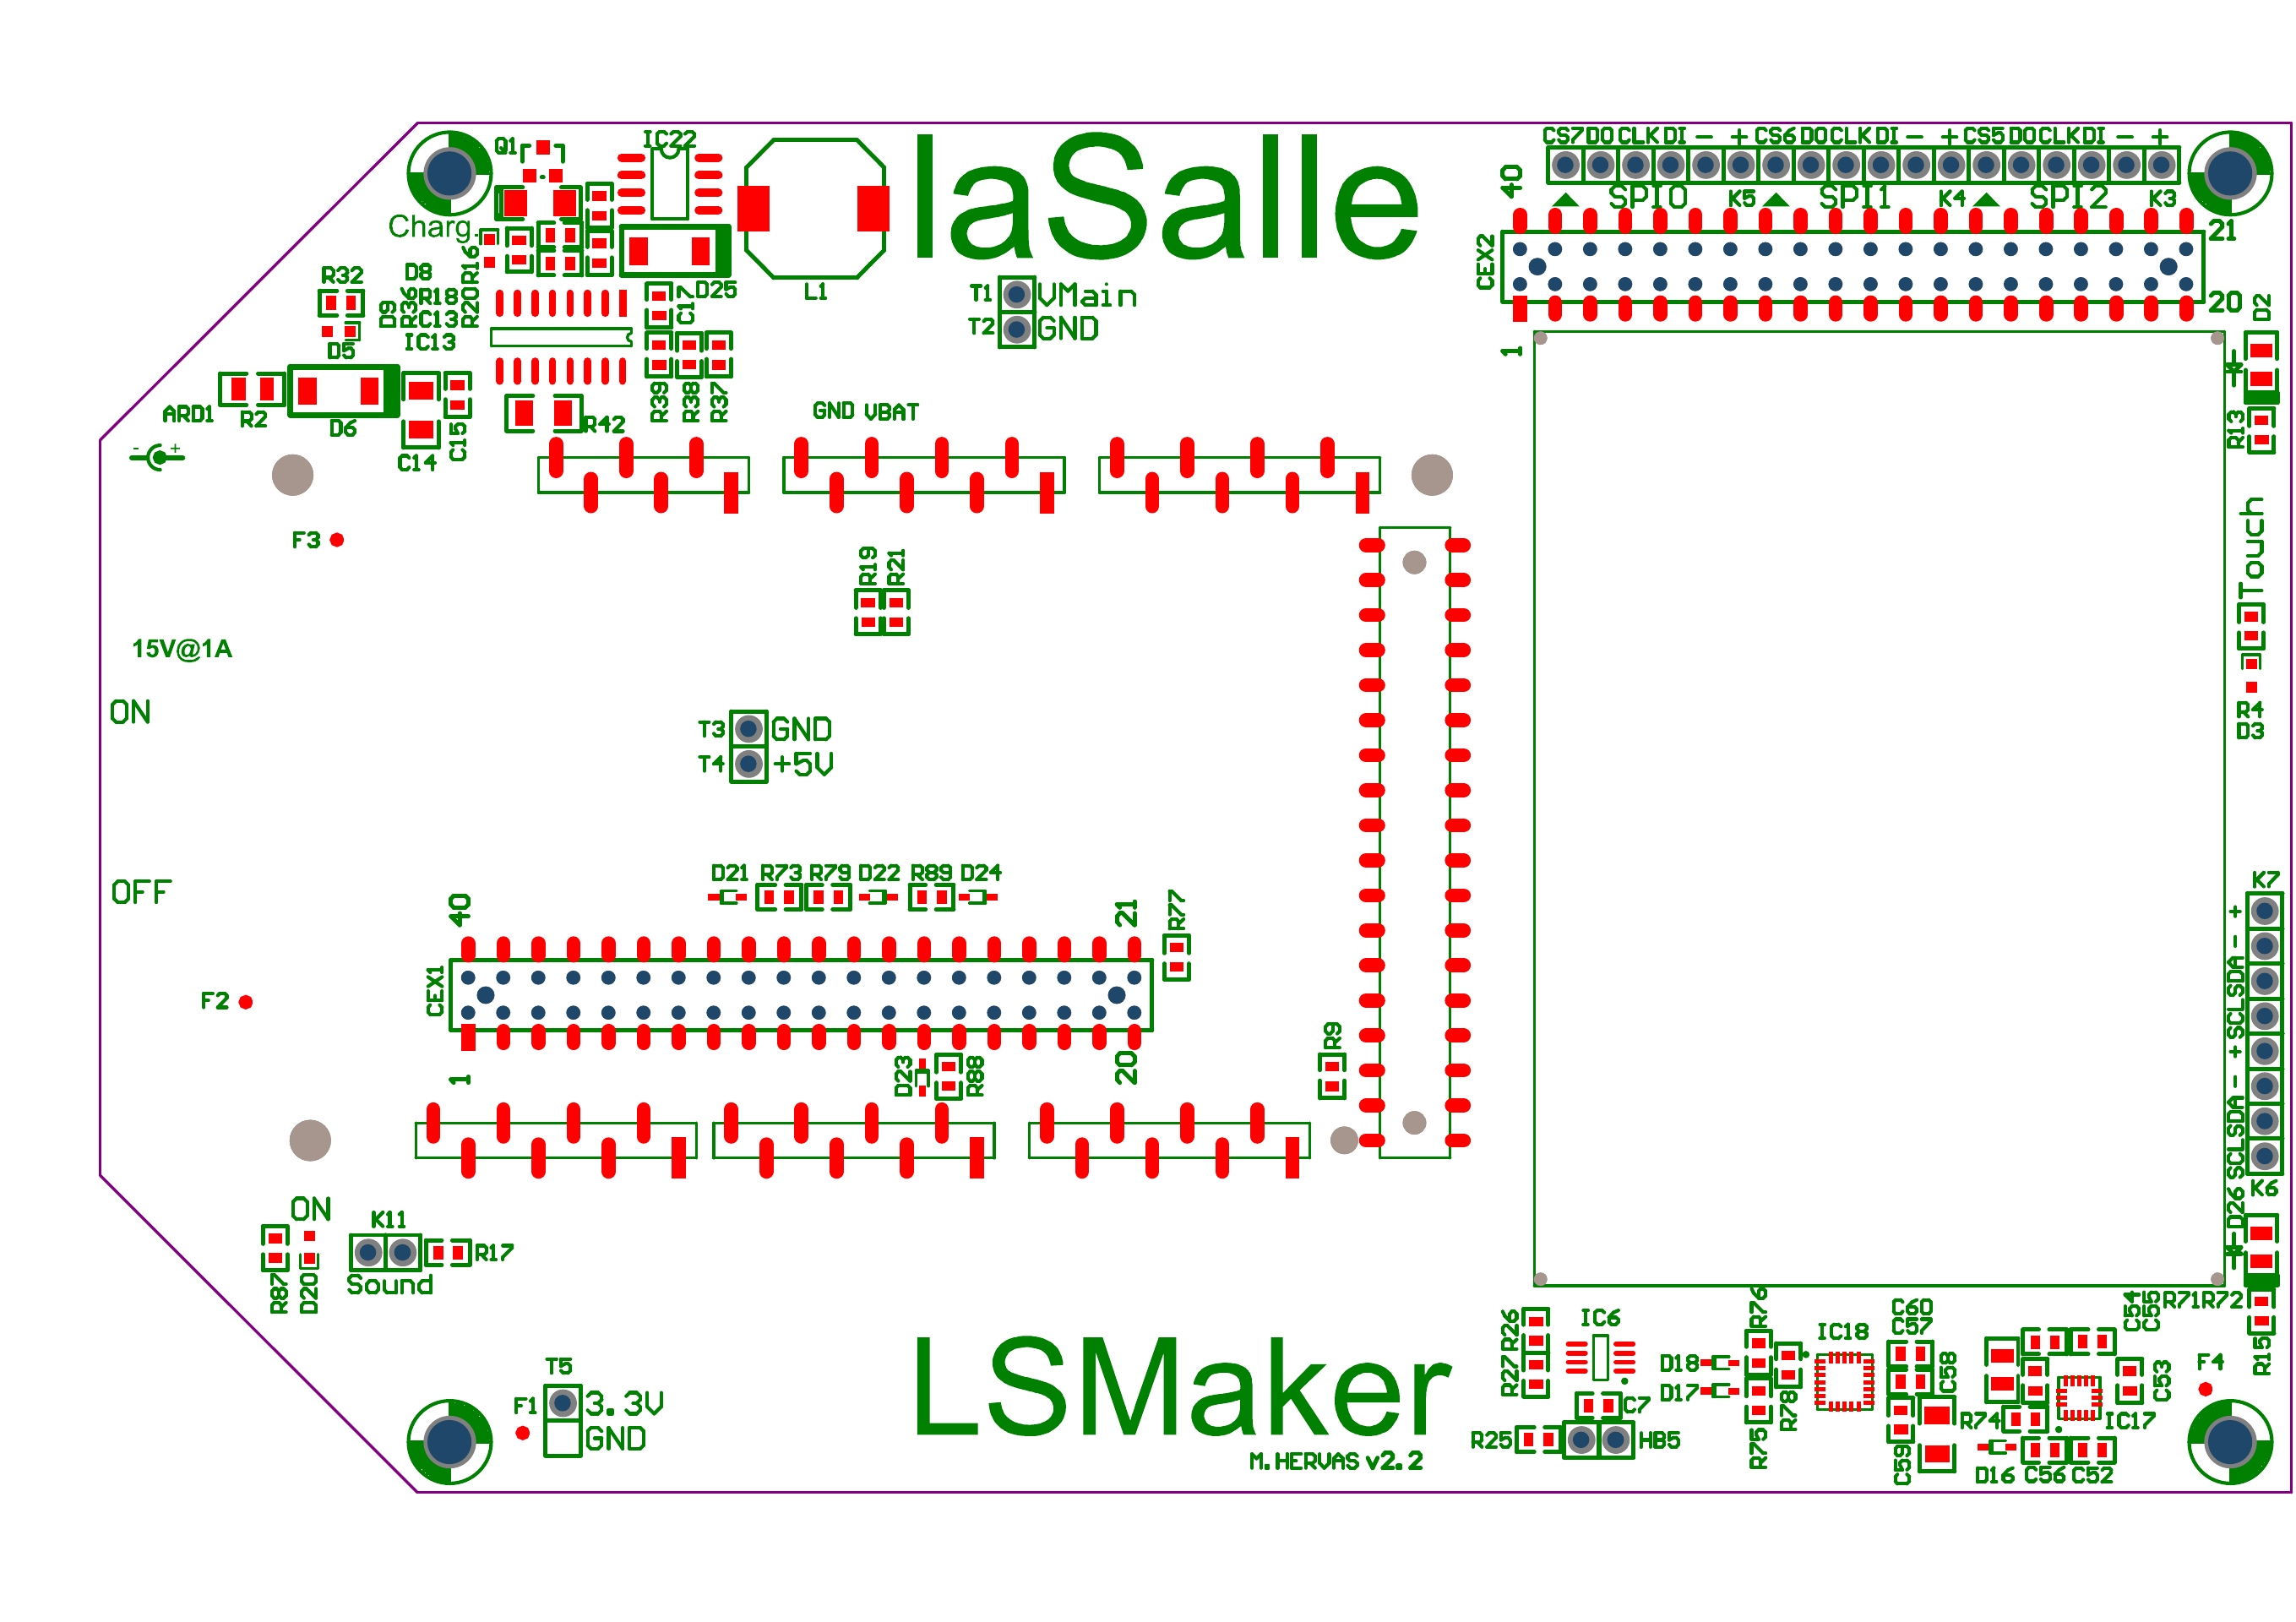 laSalle
CS7 DO CLK DI - + CS6 DO CLK DI - + CS5 DO CLK DI - +
SPI0 K5 SPI1 K4 SPI2 K3
40
21
CEX2
1
20
D2
Q1
IC22
Charg.
R16
R20
D8
R18
C13
IC13
D9
R36
R32
D5
D25
C17
L1
T1 VMain
T2 GND
ARD1
R2
D6
C14
C15
R42
R39
R38
R37
GND VBAT
- +
R13
F3
R19
R21
Touch
15V@1A
ON
R4
D3
T3 GND
T4 +5V
OFF
D21 R73 R79 D22 R89 D24
40
21
R77
K7
+
-
SDA
SCL
+
-
SDA
SCL
K6
CEX1
F2
1
20
D23
R88
R9
ON
K11
R17
Sound
R87
D20
D26
R71 R72
C54
C55
R15
LSMaker
M.HERVAS v2.2
T5
F1
3.3V
GND
R26
R27
IC6
C7
R25
HB5
R76
D18
D17
R75
R78
IC18
C60
C57
C58
C59
R74
D16
C56 C52
IC17
C53
F4